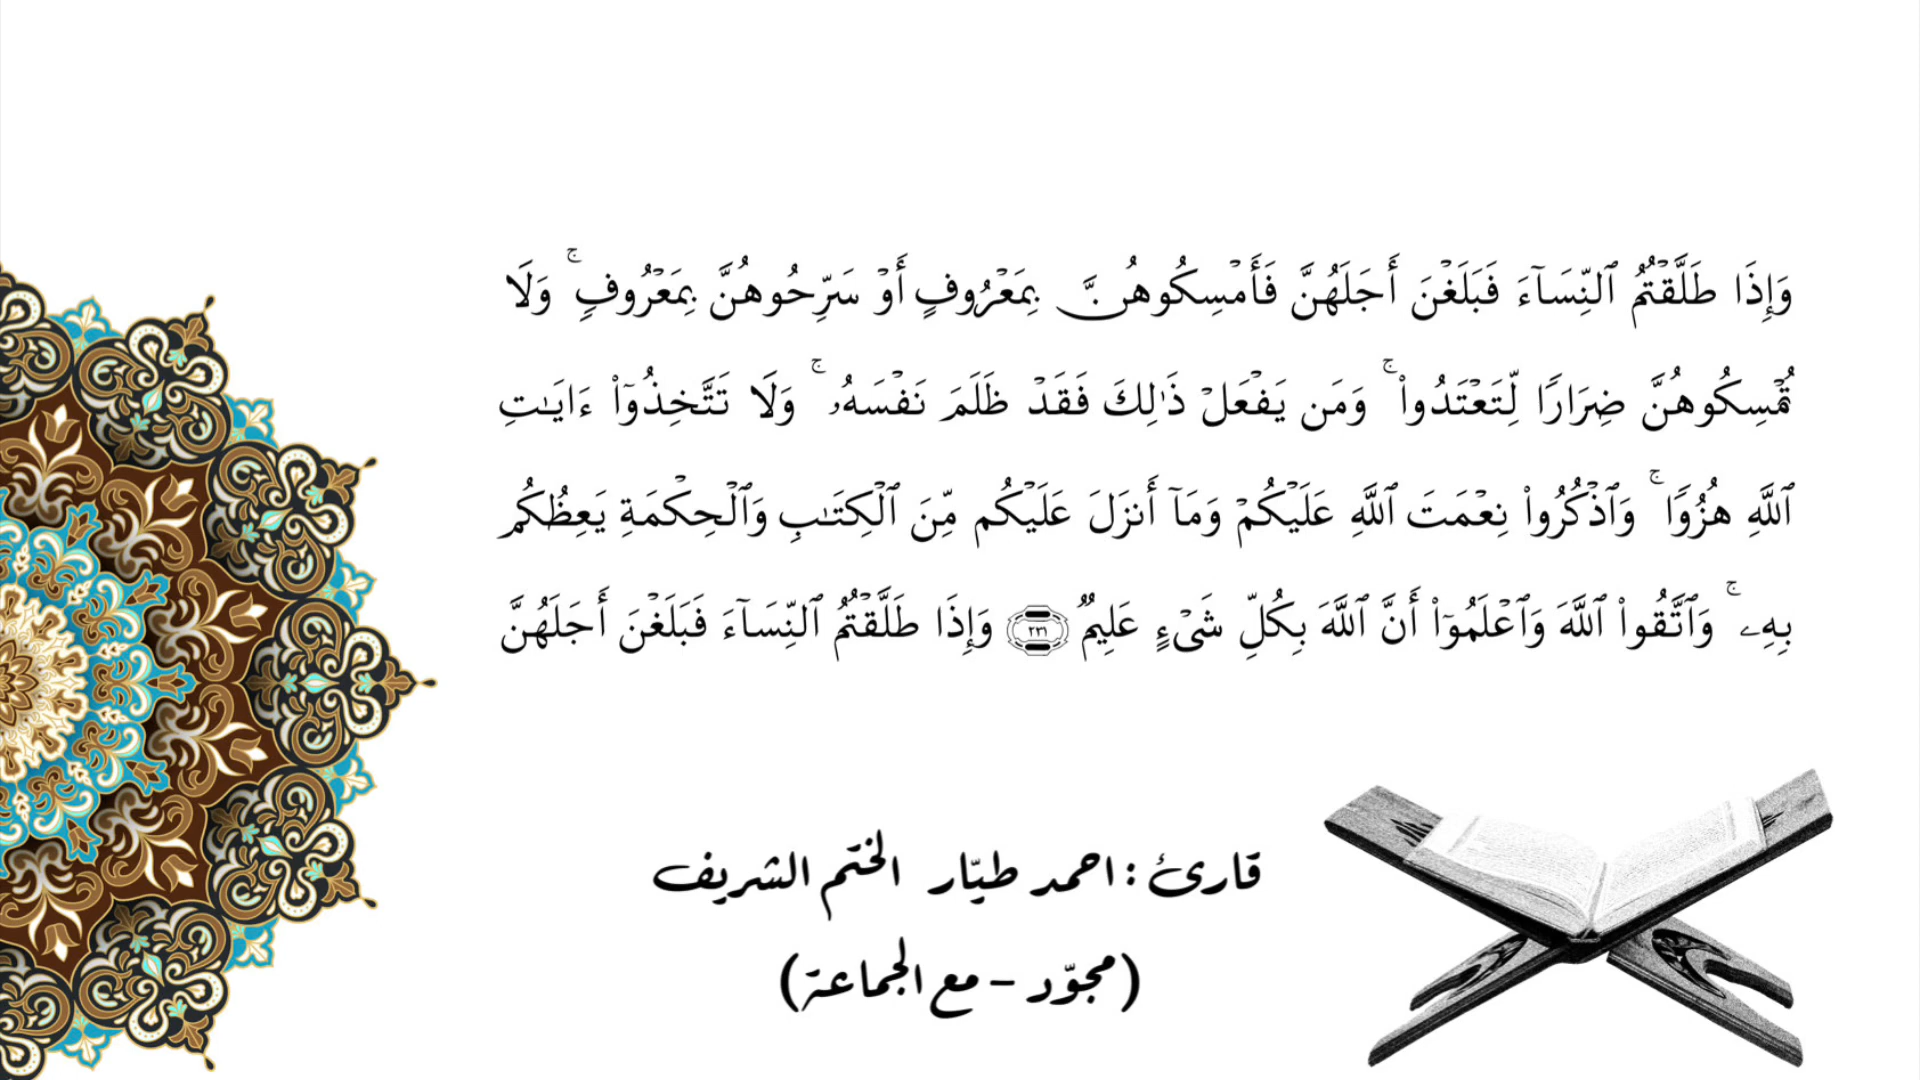 وَإِذَا طَلَّقۡتُمُ ٱلنِّسَآءَ فَبَلَغۡنَ أَجَلَهُنَّ فَأَمۡسِكُوهُنَّ بِمَعۡرُوفٍ أَوۡ سَرِّحُوهُنَّ بِمَعۡرُوفٖۚ وَلَا
تُمۡسِكُوهُنَّ ضِرَارٗا لِّتَعۡتَدُواْۚ وَمَن يَفۡعَلۡ ذَٰلِكَ فَقَدۡ ظَلَمَ نَفۡسَهُۥۚ وَلَا تَتَّخِذُوٓاْ ءَايَٰتِ
ٱللَّهِ هُزُوٗاۚ وَٱذۡكُرُواْ نِعۡمَتَ ٱللَّهِ عَلَيۡكُمۡ وَمَآ أَنزَلَ عَلَيۡكُم مِّنَ ٱلۡكِتَٰبِ وَٱلۡحِكۡمَةِ يَعِظُكُم
بِهِۦۚ وَٱتَّقُواْ ٱللَّهَ وَٱعۡلَمُوٓاْ أَنَّ ٱللَّهَ بِكُلِّ شَيۡءٍ عَلِيمٞ ٢٣١ وَإِذَا طَلَّقۡتُمُ ٱلنِّسَآءَ فَبَلَغۡنَ أَجَلَهُنَّ
قارئ : احمد طيّار الختم الشريف
(مجوّد – مع الجماعة)